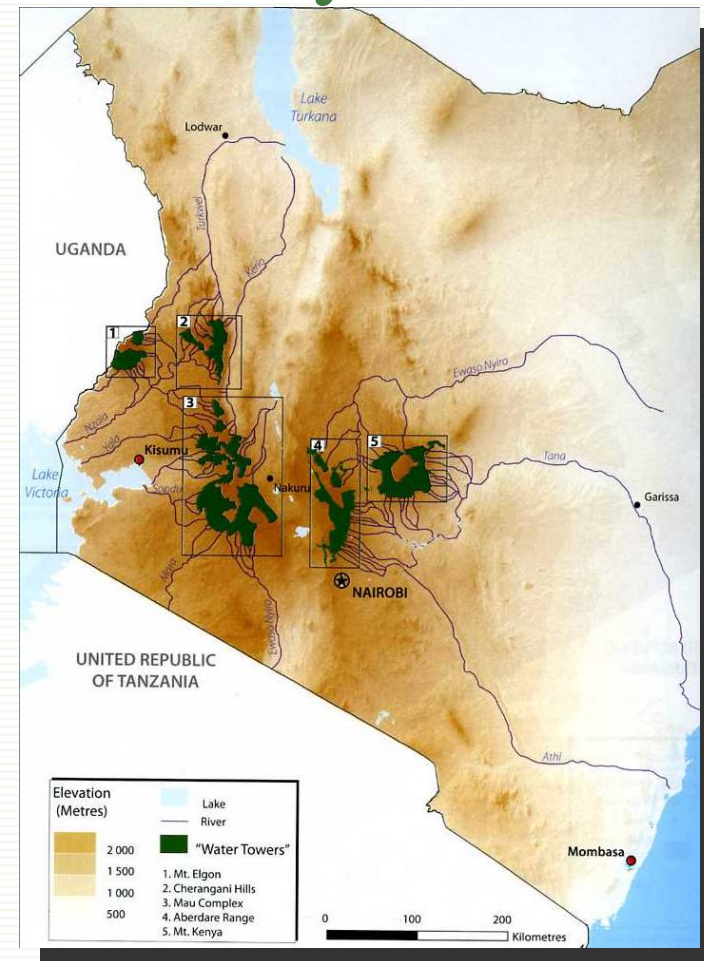 Lake
Turkana
Lodwar
Turkwel
UGANDA
Kerio
1
2
Ewaso Nyiro
3
Nzoia
Yala
Kisumu
4
5
Tana
Lake
Victoria
Sondu
Nakuru
Garissa
Mara
NAIROBI
Ewaso Nyiro
UNITED REPUBLIC
OF TANZANIA
Athi
Mombasa
Elevation
(Metres)
2 000
1 500
1 000
500
Lake
River
"Water Towers"
1. Mt. Elgon
2. Cherangani Hills
3. Mau Complex
4. Aberdare Range
5. Mt. Kenya
0 100 200
Kilometres